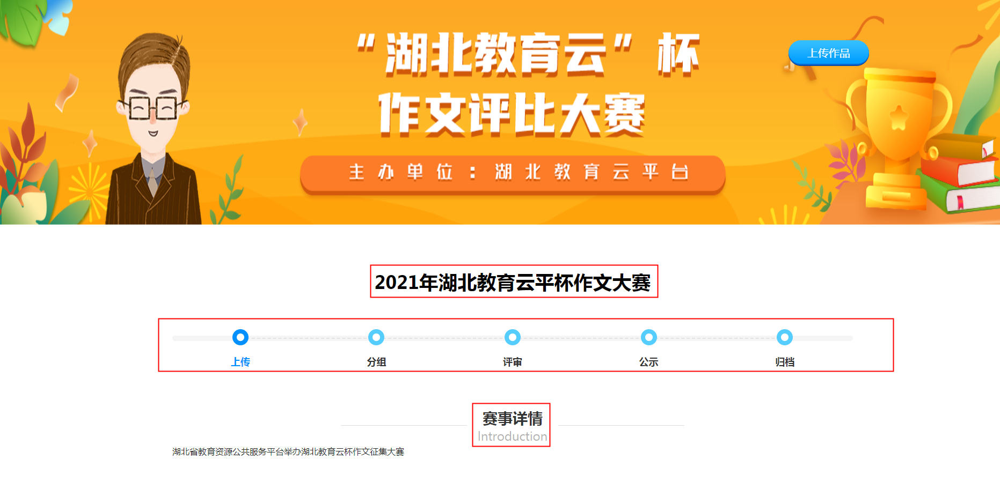 “湖北教育云”杯
上传作品
作文评比大赛
主办单位：湖北教育云平台
2021年湖北教育云平杯作文大赛
上传 分组 评审 公示 归档
赛事详情
Introduction
湖北省教育资源公共服务平台举办湖北教育云杯作文征集大赛